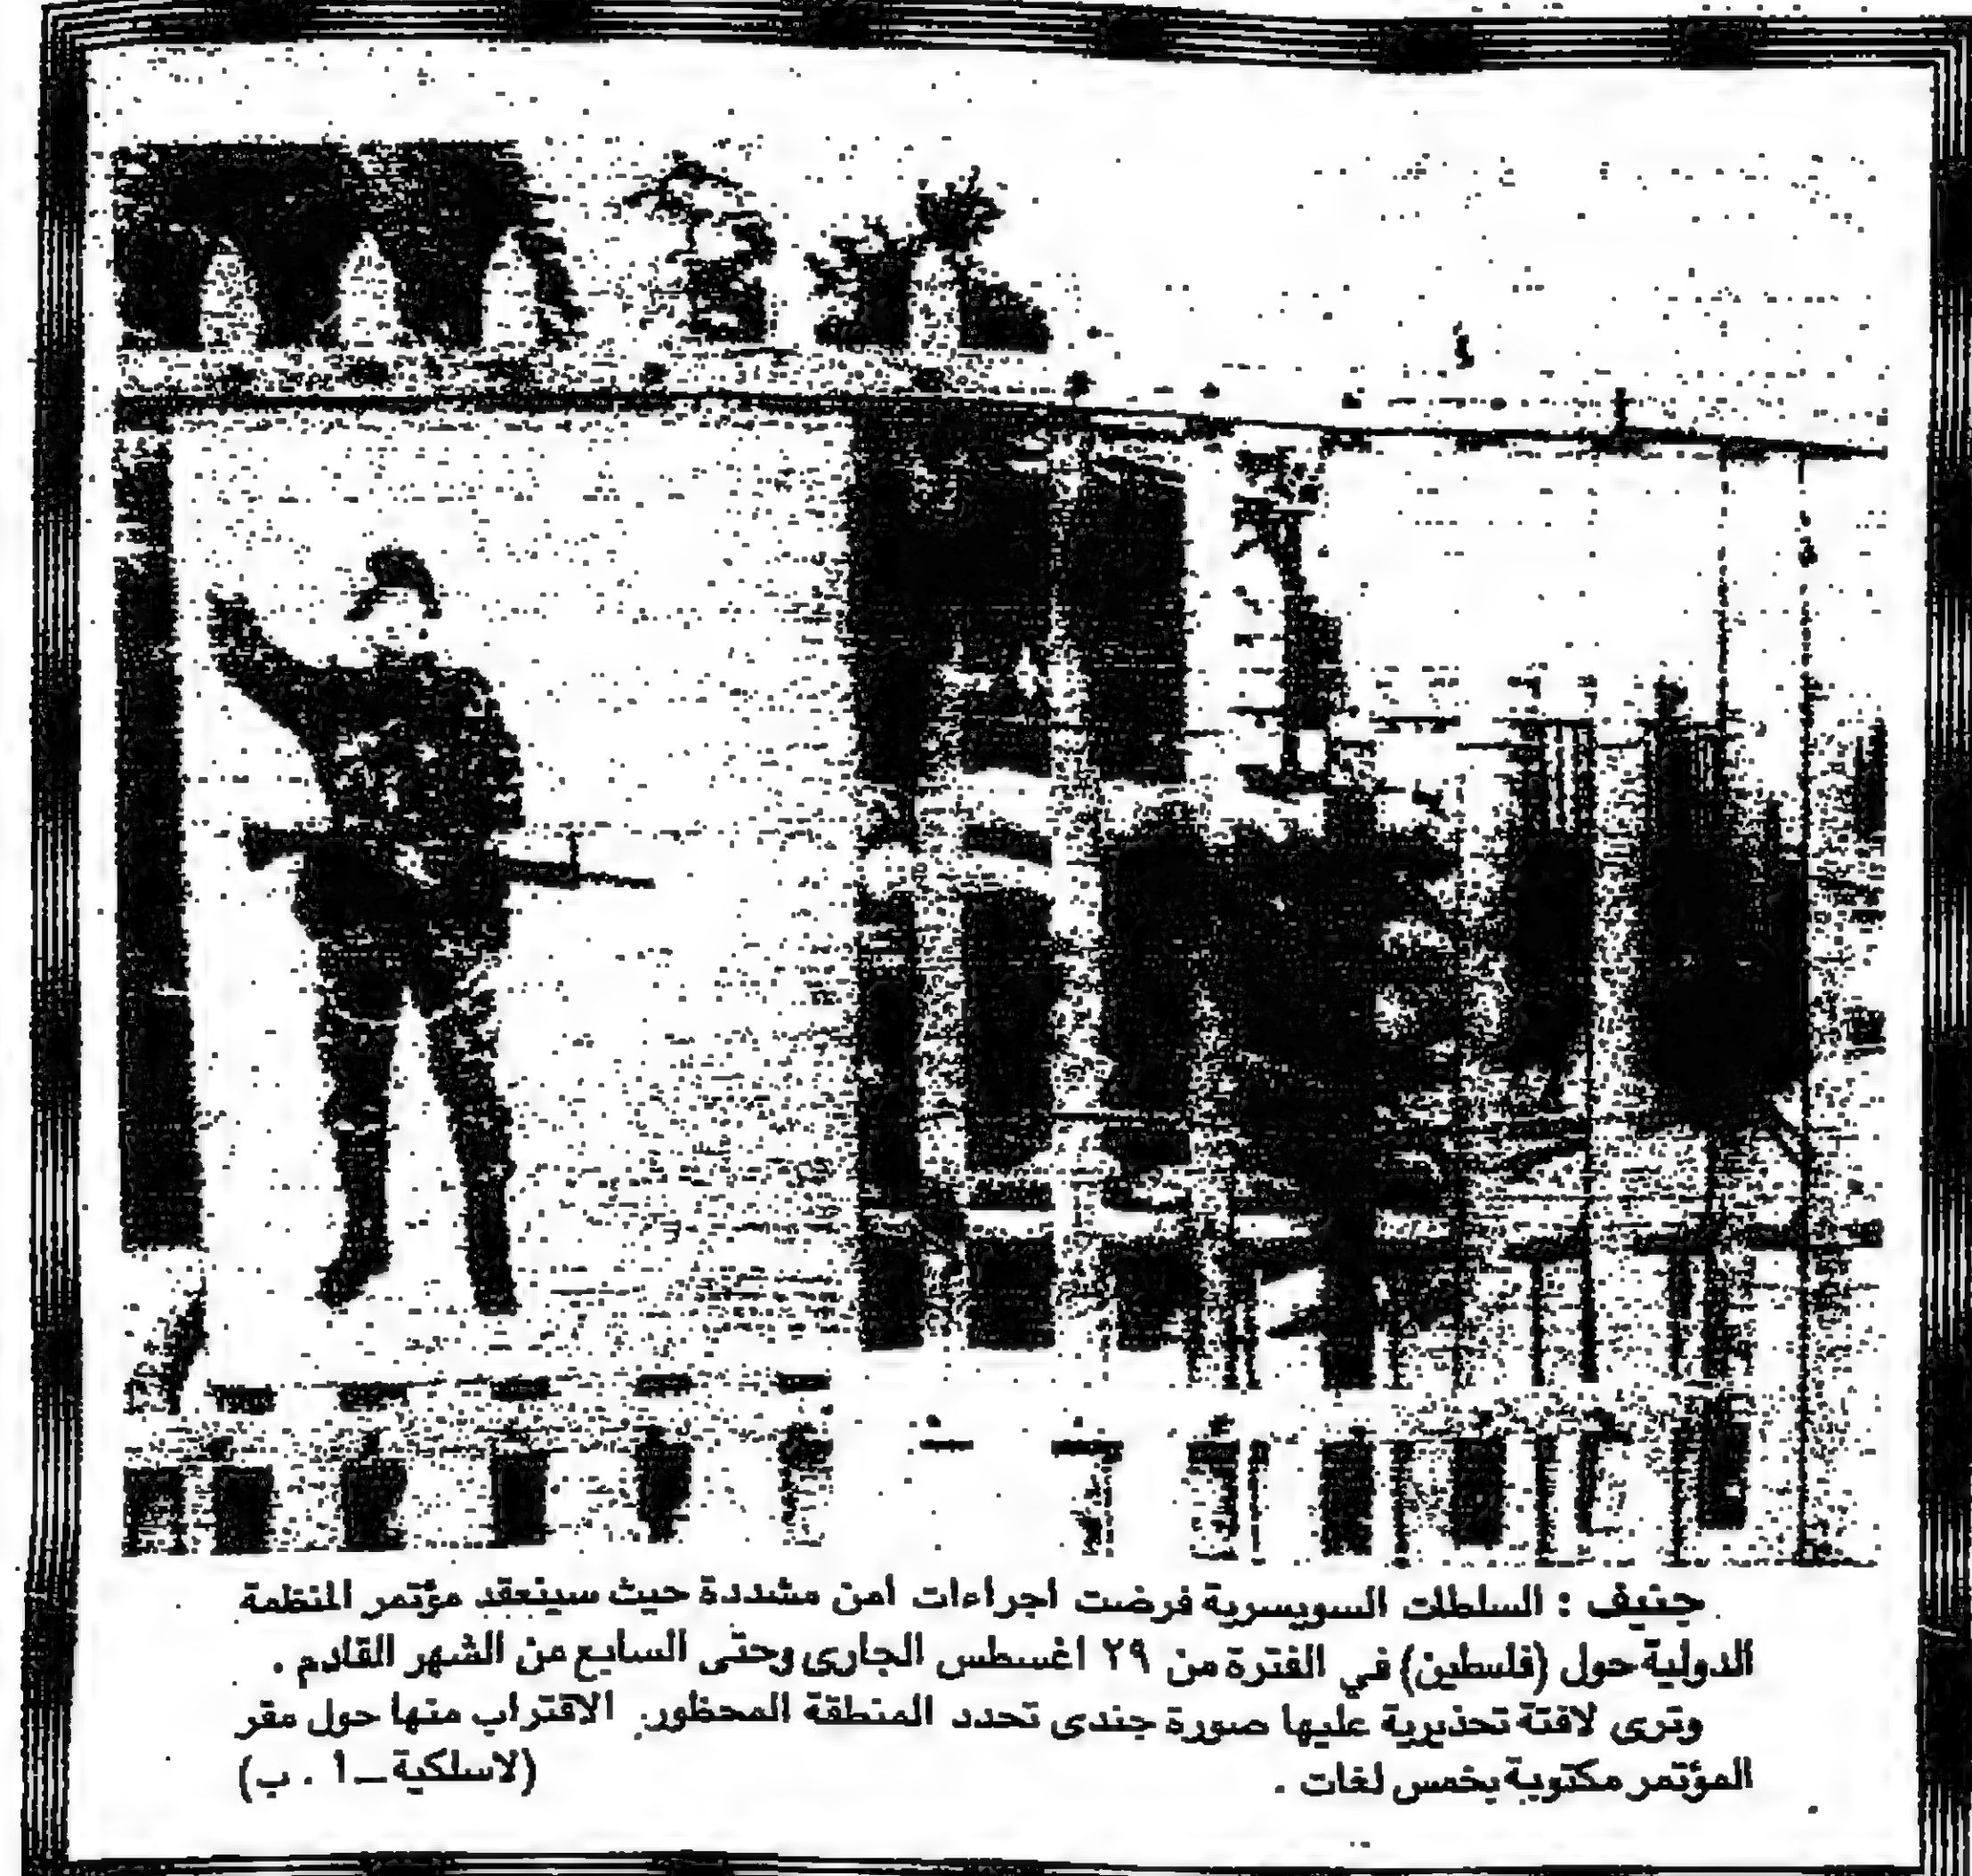 جنيف : السلطات السويسرية فرضت اجراءات امن مشددة حيث سينعقد مؤتمر المنظمة
الدولية حول (فلسطين) في الفترة من ٢٩ اغسطس الجارى وحتى السابع من الشهر القادم .
وترى لافتة تحذيرية عليها صورة جندى تحدد المنطقة المحظور الاقتراب منها حول مقر
المؤتمر مكتوبة بخمس لغات . (لاسلكية ــ ا . ب)